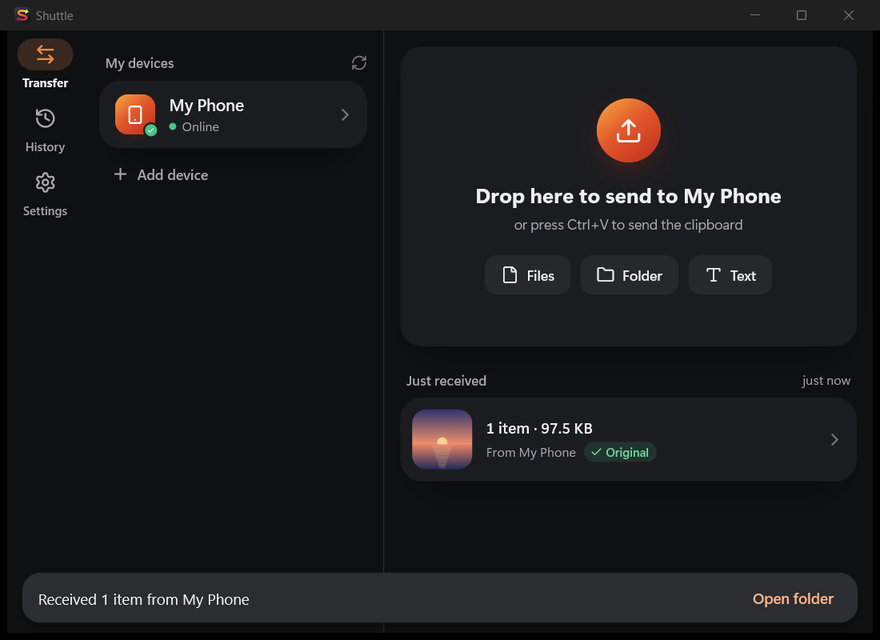 Shuttle
Transfer
History
Settings
My devices
My Phone
Online
Add device
Drop here to send to My Phone
or press Ctrl+V to send the clipboard
Files
Folder
Text
Just received
just now
1 item · 97.5 KB
From My Phone
Original
Received 1 item from My Phone
Open folder